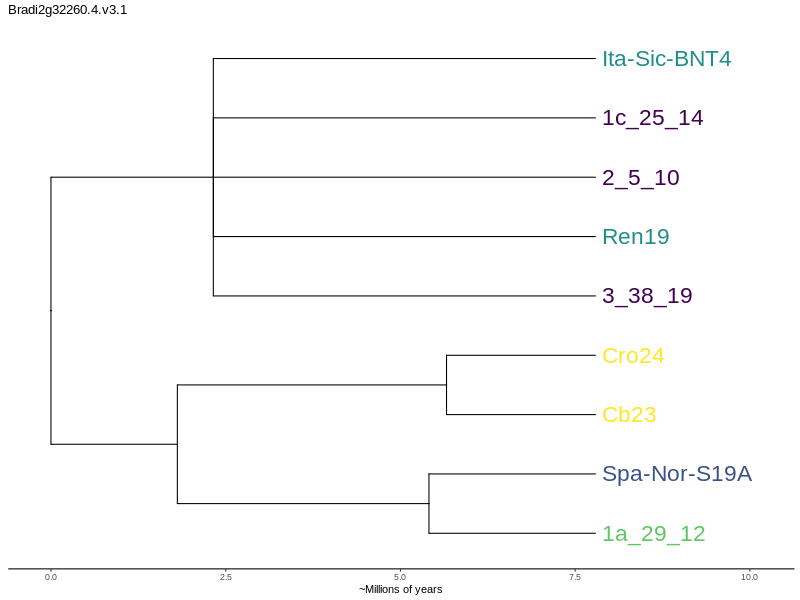 Bradi2g32260.4.v3.1
Ita-Sic-BNT4
1c_25_14
2_5_10
Ren19
3_38_19
Cro24
Cb23
Spa-Nor-S19A
1a_29_12
0.0 2.5 5.0 7.5 10.0
~Millions of years